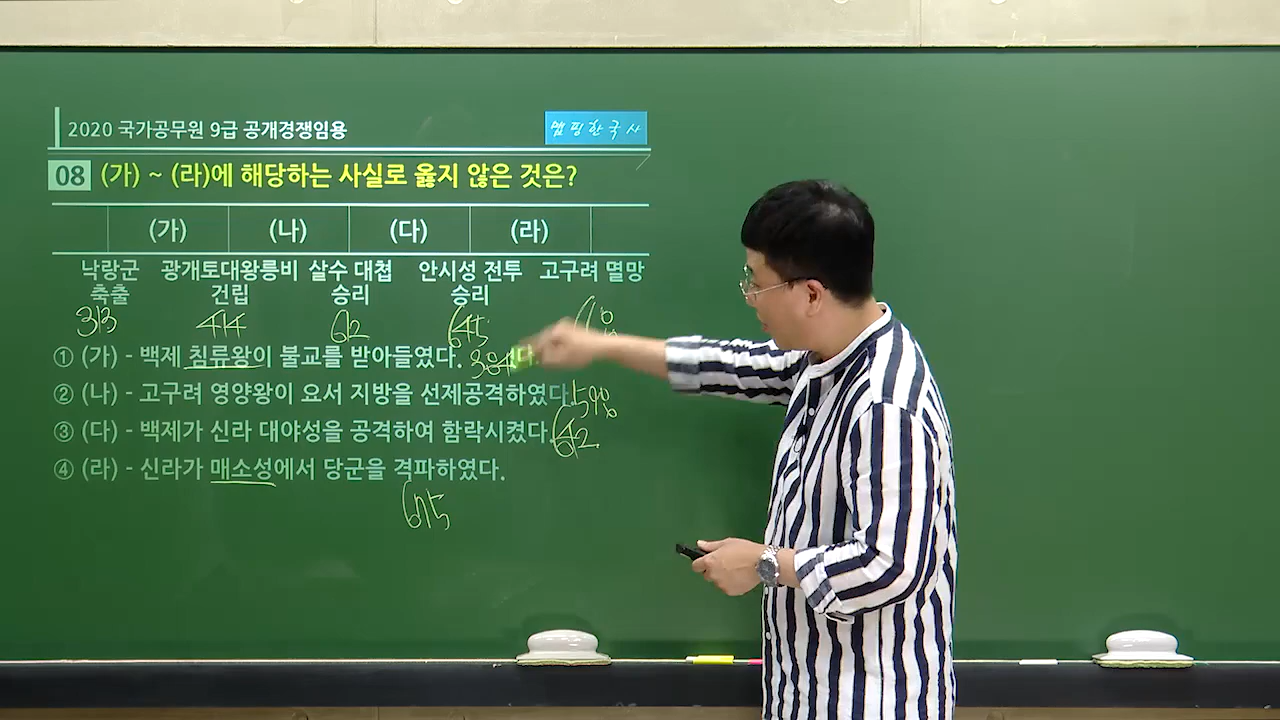 2020 국가공무원 9급 공개경쟁임용
맵핑한국사
08 (가) ~ (라)에 해당하는 사실로 옳지 않은 것은?
(가) (나) (다) (라)
낙랑군 축출
광개토대왕릉비 건립
살수 대첩 승리
안시성 전투 승리
고구려 멸망
313 414 612 645
① (가) - 백제 침류왕이 불교를 받아들였다. 384
② (나) - 고구려 영양왕이 요서 지방을 선제공격하였다. 598
③ (다) - 백제가 신라 대야성을 공격하여 함락시켰다. 642
④ (라) - 신라가 매소성에서 당군을 격파하였다.
675